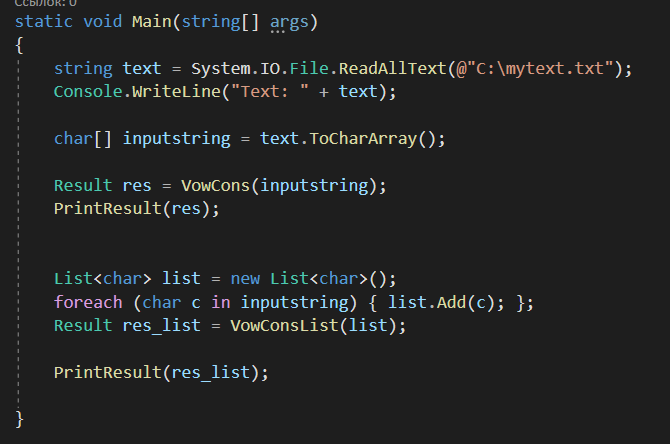 Ссылок: 0
static void Main(string[] args)
{
string text = System.IO.File.ReadAllText(@"C:\mytext.txt");
Console.WriteLine("Text: " + text);
char[] inputstring = text.ToCharArray();
Result res = VowCons(inputstring);
PrintResult(res);
List<char> list = new List<char>();
foreach (char c in inputstring) { list.Add(c); };
Result res_list = VowConsList(list);
PrintResult(res_list);
}